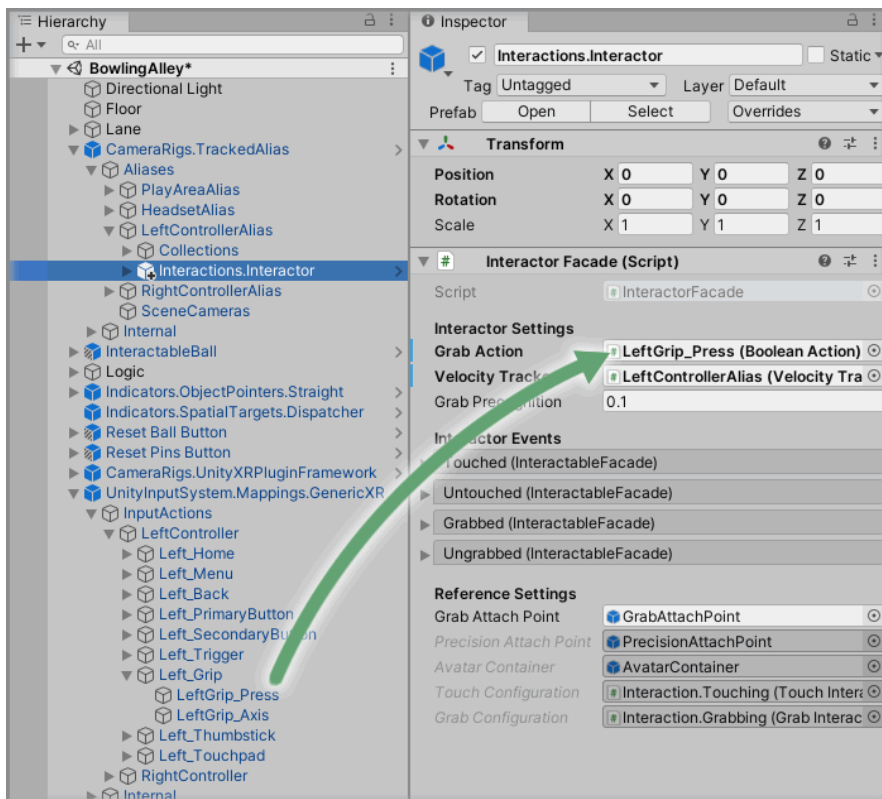 Hierarchy
All
BowlingAlley*
Directional Light
Floor
Lane
CameraRigs.TrackedAlias
Aliases
PlayAreaAlias
HeadsetAlias
LeftControllerAlias
Collections
Interactions.Interactor
RightControllerAlias
SceneCameras
Internal
InteractableBall
Logic
Indicators.ObjectPointers.Straight
Indicators.SpatialTargets.Dispatcher
Reset Ball Button
Reset Pins Button
CameraRigs.UnityXRPluginFramework
UnityInputSystem.Mappings.GenericXR
InputActions
LeftController
Left_Home
Left_Menu
Left_Back
Left_PrimaryButton
Left_SecondaryButton
Left_Trigger
Left_Grip
LeftGrip_Press
LeftGrip_Axis
Left_Thumbstick
Left_Touchpad
RightController
Internal
Inspector
Interactions.Interactor Static
Tag Untagged Layer Default
Prefab Open Select Overrides
Transform
Position X 0 Y 0 Z 0
Rotation X 0 Y 0 Z 0
Scale X 1 Y 1 Z 1
# Interactor Facade (Script)
Script # InteractorFacade
Interactor Settings
Grab Action # LeftGrip_Press (Boolean Action)
Velocity Tracke # LeftControllerAlias (Velocity Tra
Grab Precognition 0.1
Interactor Events
Touched (InteractableFacade)
Untouched (InteractableFacade)
Grabbed (InteractableFacade)
Ungrabbed (InteractableFacade)
Reference Settings
Grab Attach Point GrabAttachPoint
Precision Attach Point PrecisionAttachPoint
Avatar Container AvatarContainer
Touch Configuration # Interaction.Touching (Touch Intera
Grab Configuration # Interaction.Grabbing (Grab Interac